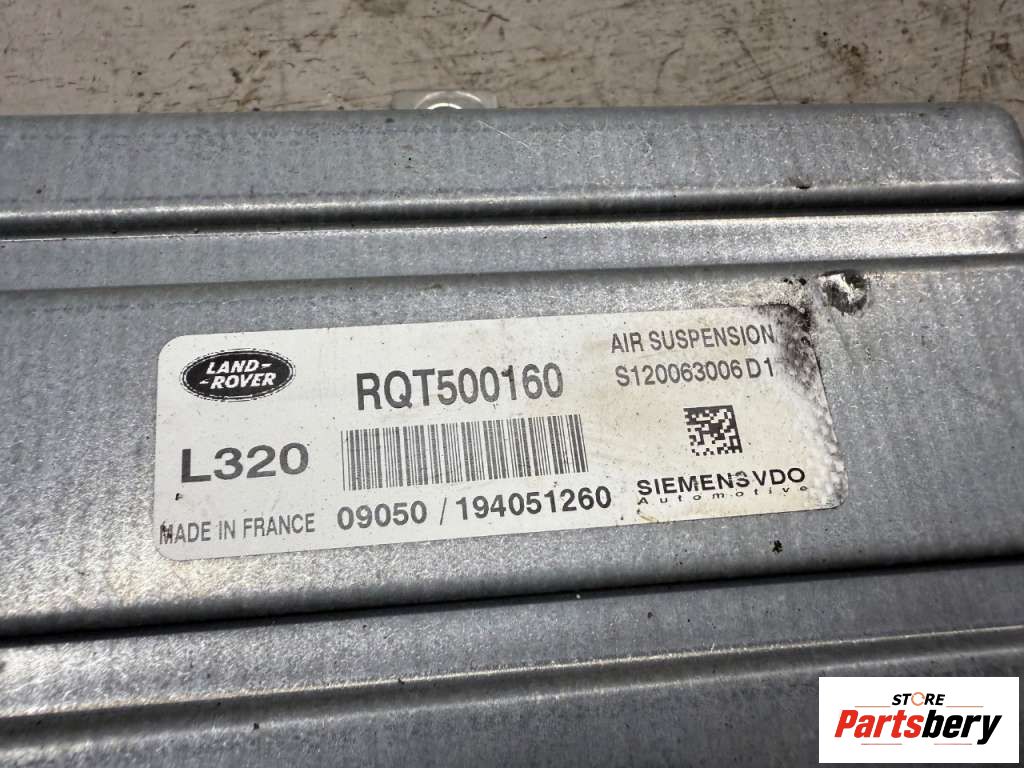 LAND-
-ROVER
RQT500160
AIR SUSPENSION
S120063006 D1
L320
SIEMENS VDO
Automotive
MADE IN FRANCE
09050 / 194051260
STORE
Partsbery